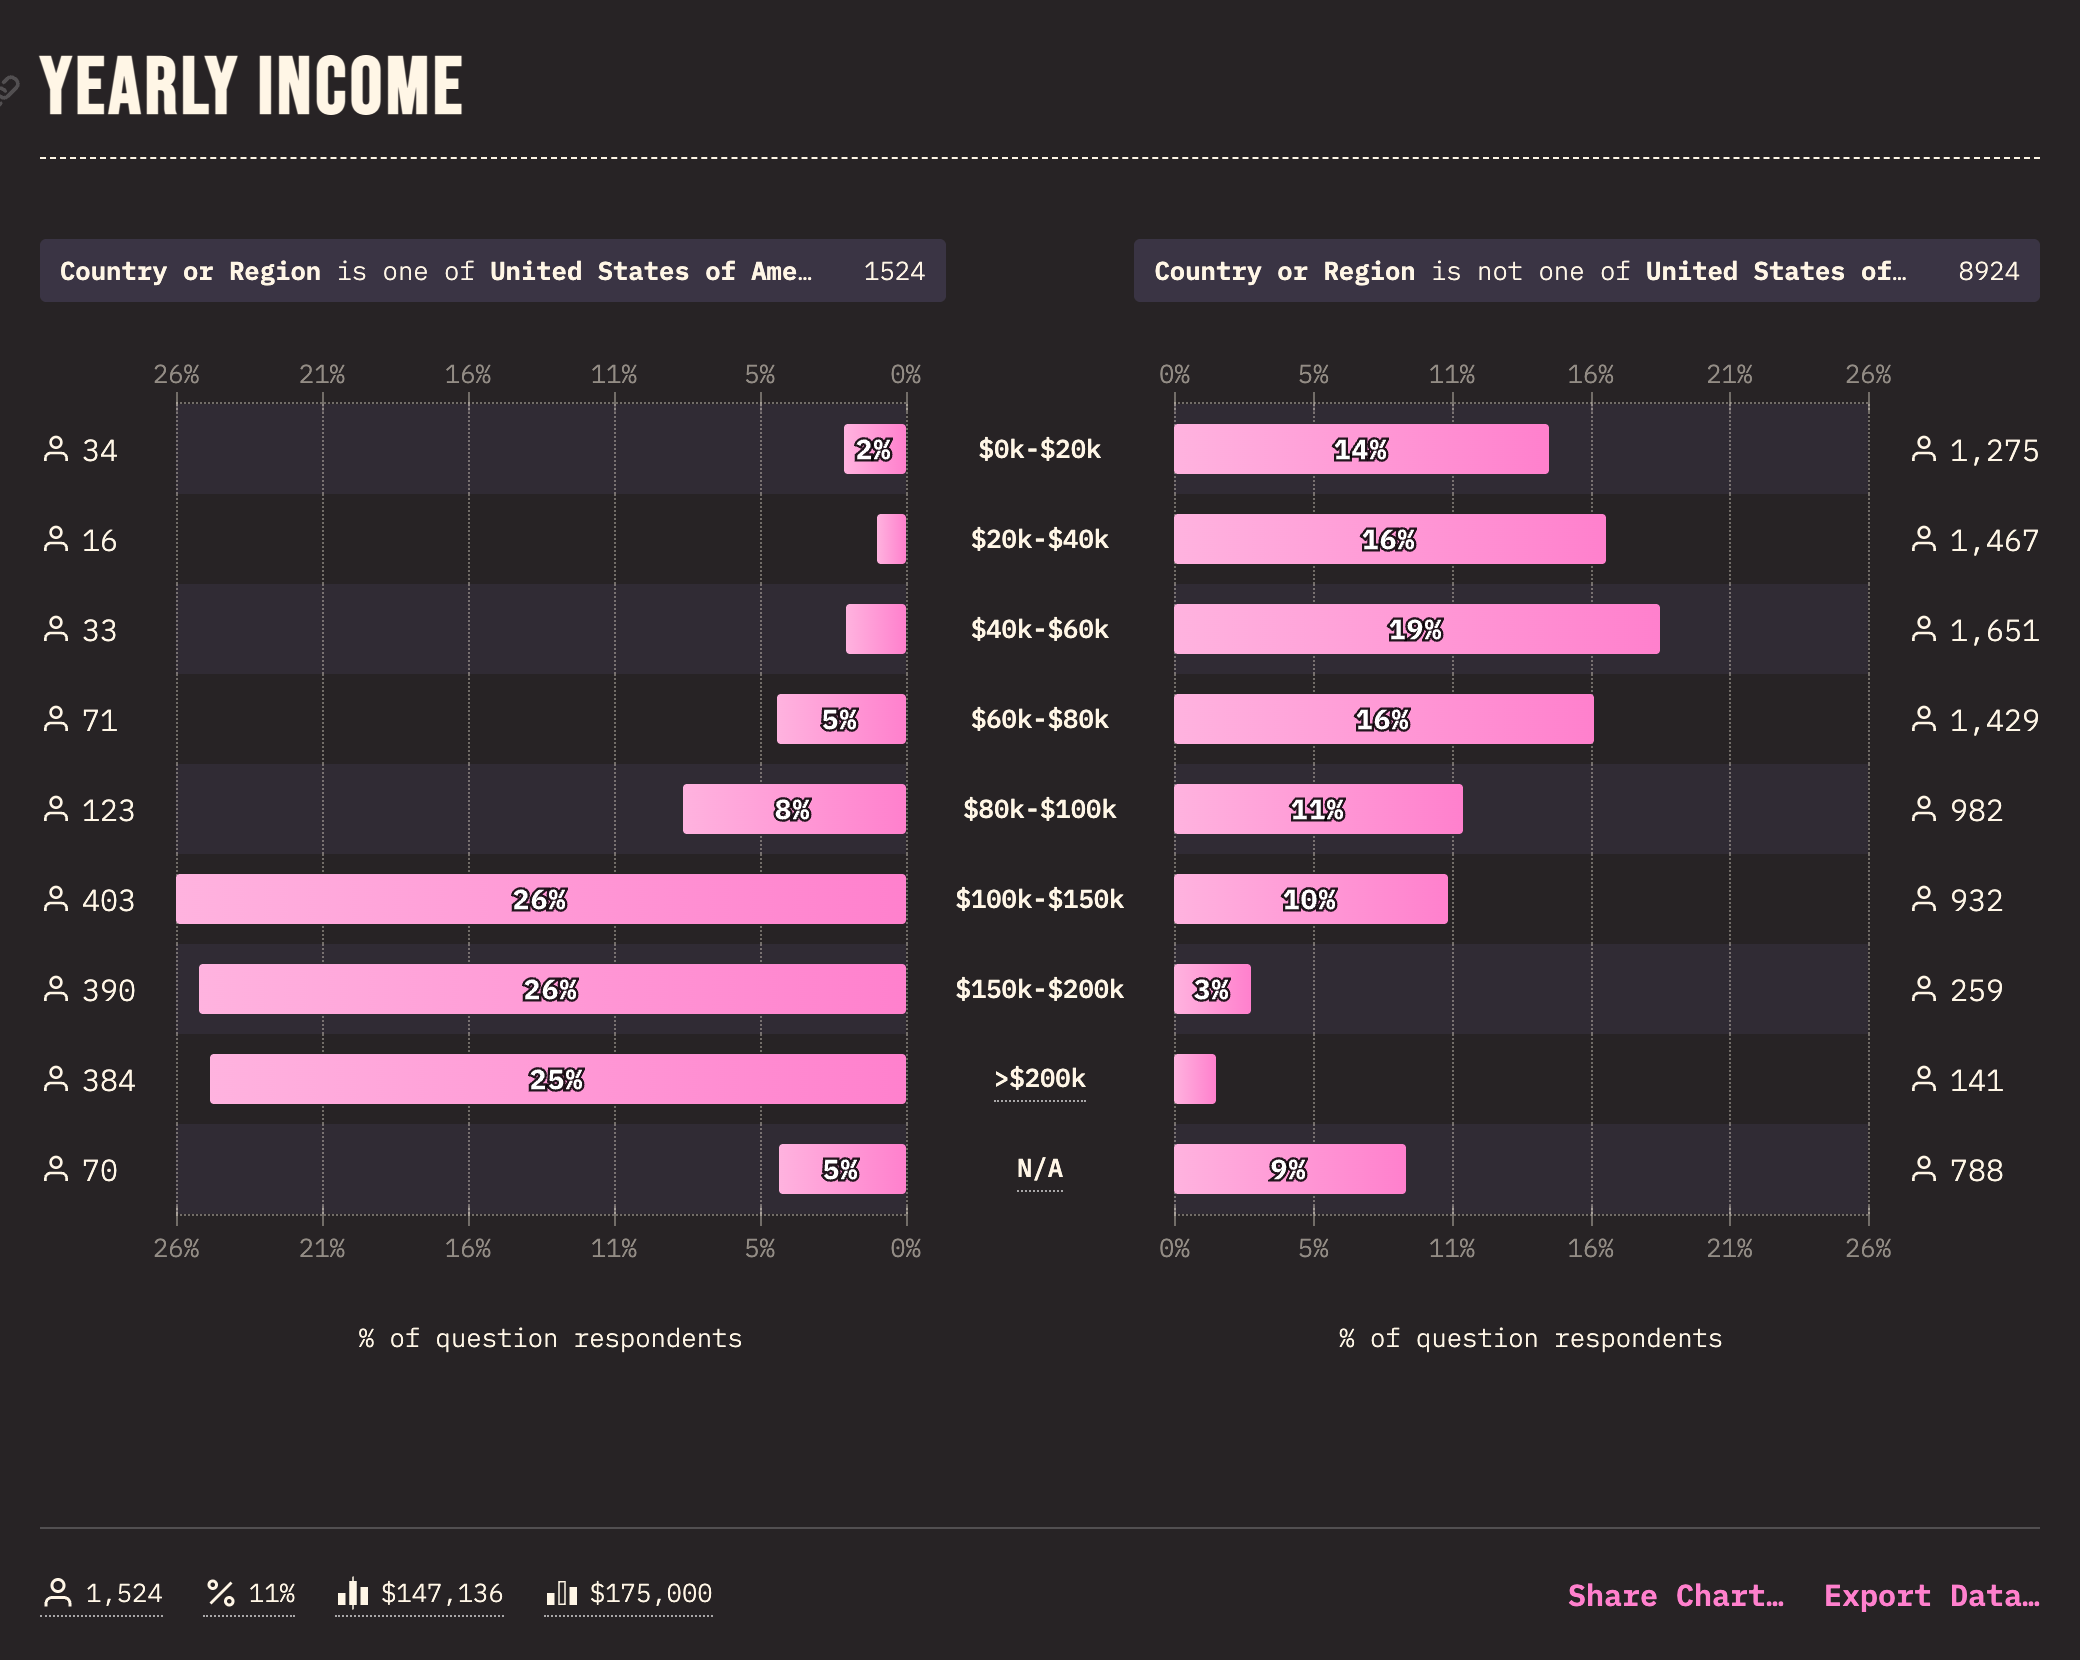 YEARLY INCOME
Country or Region is one of United States of Ame… 1524
Country or Region is not one of United States of… 8924
26% 21% 16% 11% 5% 0%
0% 5% 11% 16% 21% 26%
34 2% $0k-$20k 14% 1,275
16 $20k-$40k 16% 1,467
33 $40k-$60k 19% 1,651
71 5% $60k-$80k 16% 1,429
123 8% $80k-$100k 11% 982
403 26% $100k-$150k 10% 932
390 26% $150k-$200k 3% 259
384 25% >$200k 141
70 5% N/A 9% 788
26% 21% 16% 11% 5% 0%
0% 5% 11% 16% 21% 26%
% of question respondents
% of question respondents
1,524 11% $147,136 $175,000
Share Chart… Export Data…